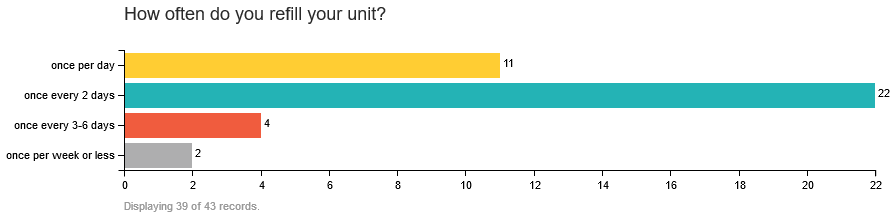 How often do you refill your unit?
once per day 11
once every 2 days 22
once every 3-6 days 4
once per week or less 2
0 2 4 6 8 10 12 14 16 18 20 22
Displaying 39 of 43 records.